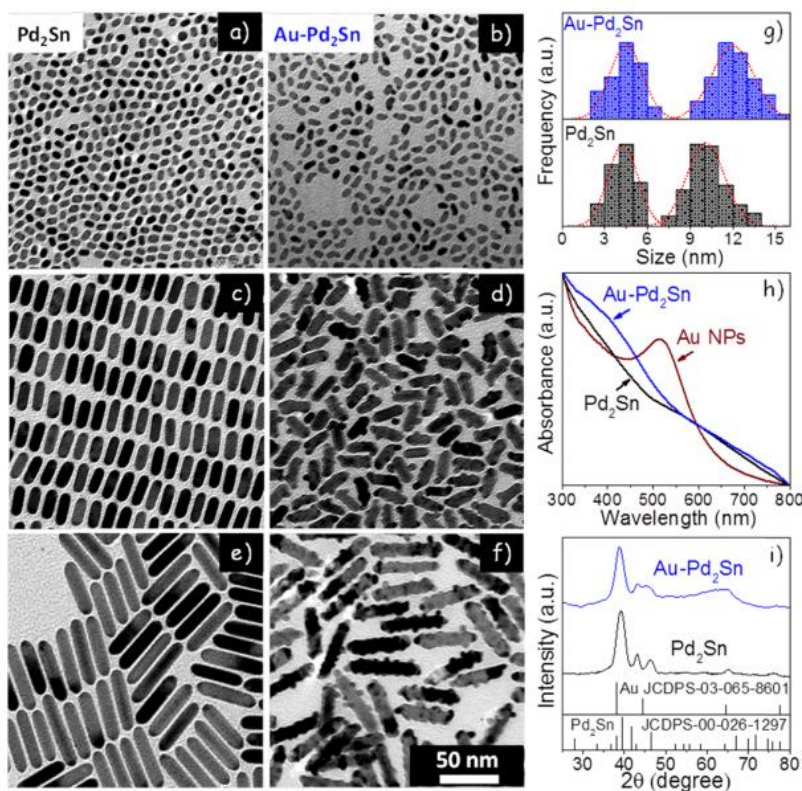 Pd₂Sn
a)
Au-Pd₂Sn
b)
c)
d)
e)
f)
50 nm
Au-Pd₂Sn
g)
Pd₂Sn
Frequency (a.u.)
0 3 6 9 12 15
Size (nm)
h)
Au-Pd₂Sn
Au NPs
Pd₂Sn
Absorbance (a.u.)
300 400 500 600 700 800
Wavelength (nm)
i)
Au-Pd₂Sn
Pd₂Sn
Au JCDPS-03-065-8601
Pd₂Sn JCDPS-00-026-1297
Intensity (a.u.)
30 40 50 60 70 80
2θ (degree)